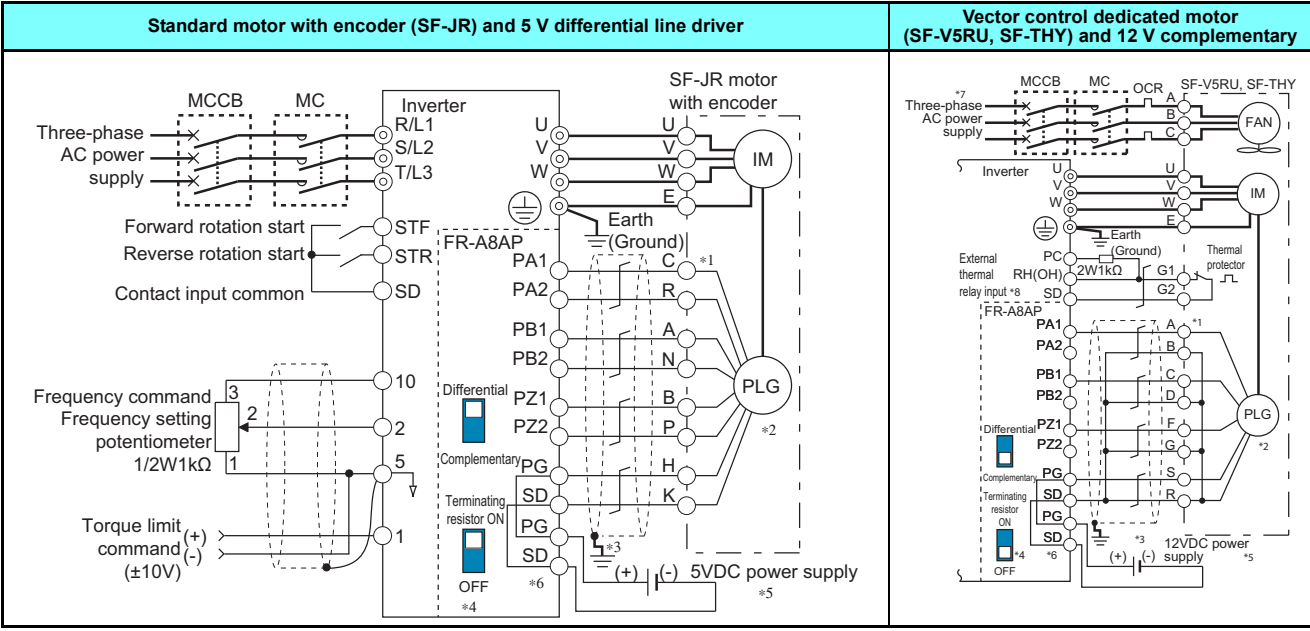 Standard motor with encoder (SF-JR) and 5 V differential line driver
SF-JR motor
with encoder
MCCB
MC
Inverter
Three-phase
AC power
supply
R/L1
S/L2
T/L3
U
V
W
U
V
W
E
IM
Earth
(Ground)
Forward rotation start
Reverse rotation start
Contact input common
STF
STR
SD
FR-A8AP
PA1
PA2
PB1
PB2
PZ1
PZ2
PG
SD
PG
SD
C
R
A
N
B
P
H
K
*1
PLG
*2
Differential
Complementary
Terminating
resistor ON
OFF
*4
*3
*6
(+)
(-)
5VDC power supply
*5
Frequency command
Frequency setting
potentiometer
1/2W1kΩ
3
2
1
10
2
5
1
Torque limit
command
(±10V)
(+)
(-)
Vector control dedicated motor
(SF-V5RU, SF-THY) and 12 V complementary
MCCB
MC
OCR
SF-V5RU, SF-THY
*7
Three-phase
AC power
supply
A
B
C
FAN
Inverter
U
V
W
U
V
W
E
IM
Earth
(Ground)
External
thermal
relay input *8
PC
RH(OH)
SD
2W1kΩ
G1
G2
Thermal
protector
FR-A8AP
PA1
PA2
PB1
PB2
PZ1
PZ2
PG
SD
PG
SD
A
B
C
D
F
G
S
R
*1
PLG
*2
Differential
Complementary
Terminating
resistor
ON
*4
OFF
*6
*3
(+)
(-)
12VDC power
supply
*5